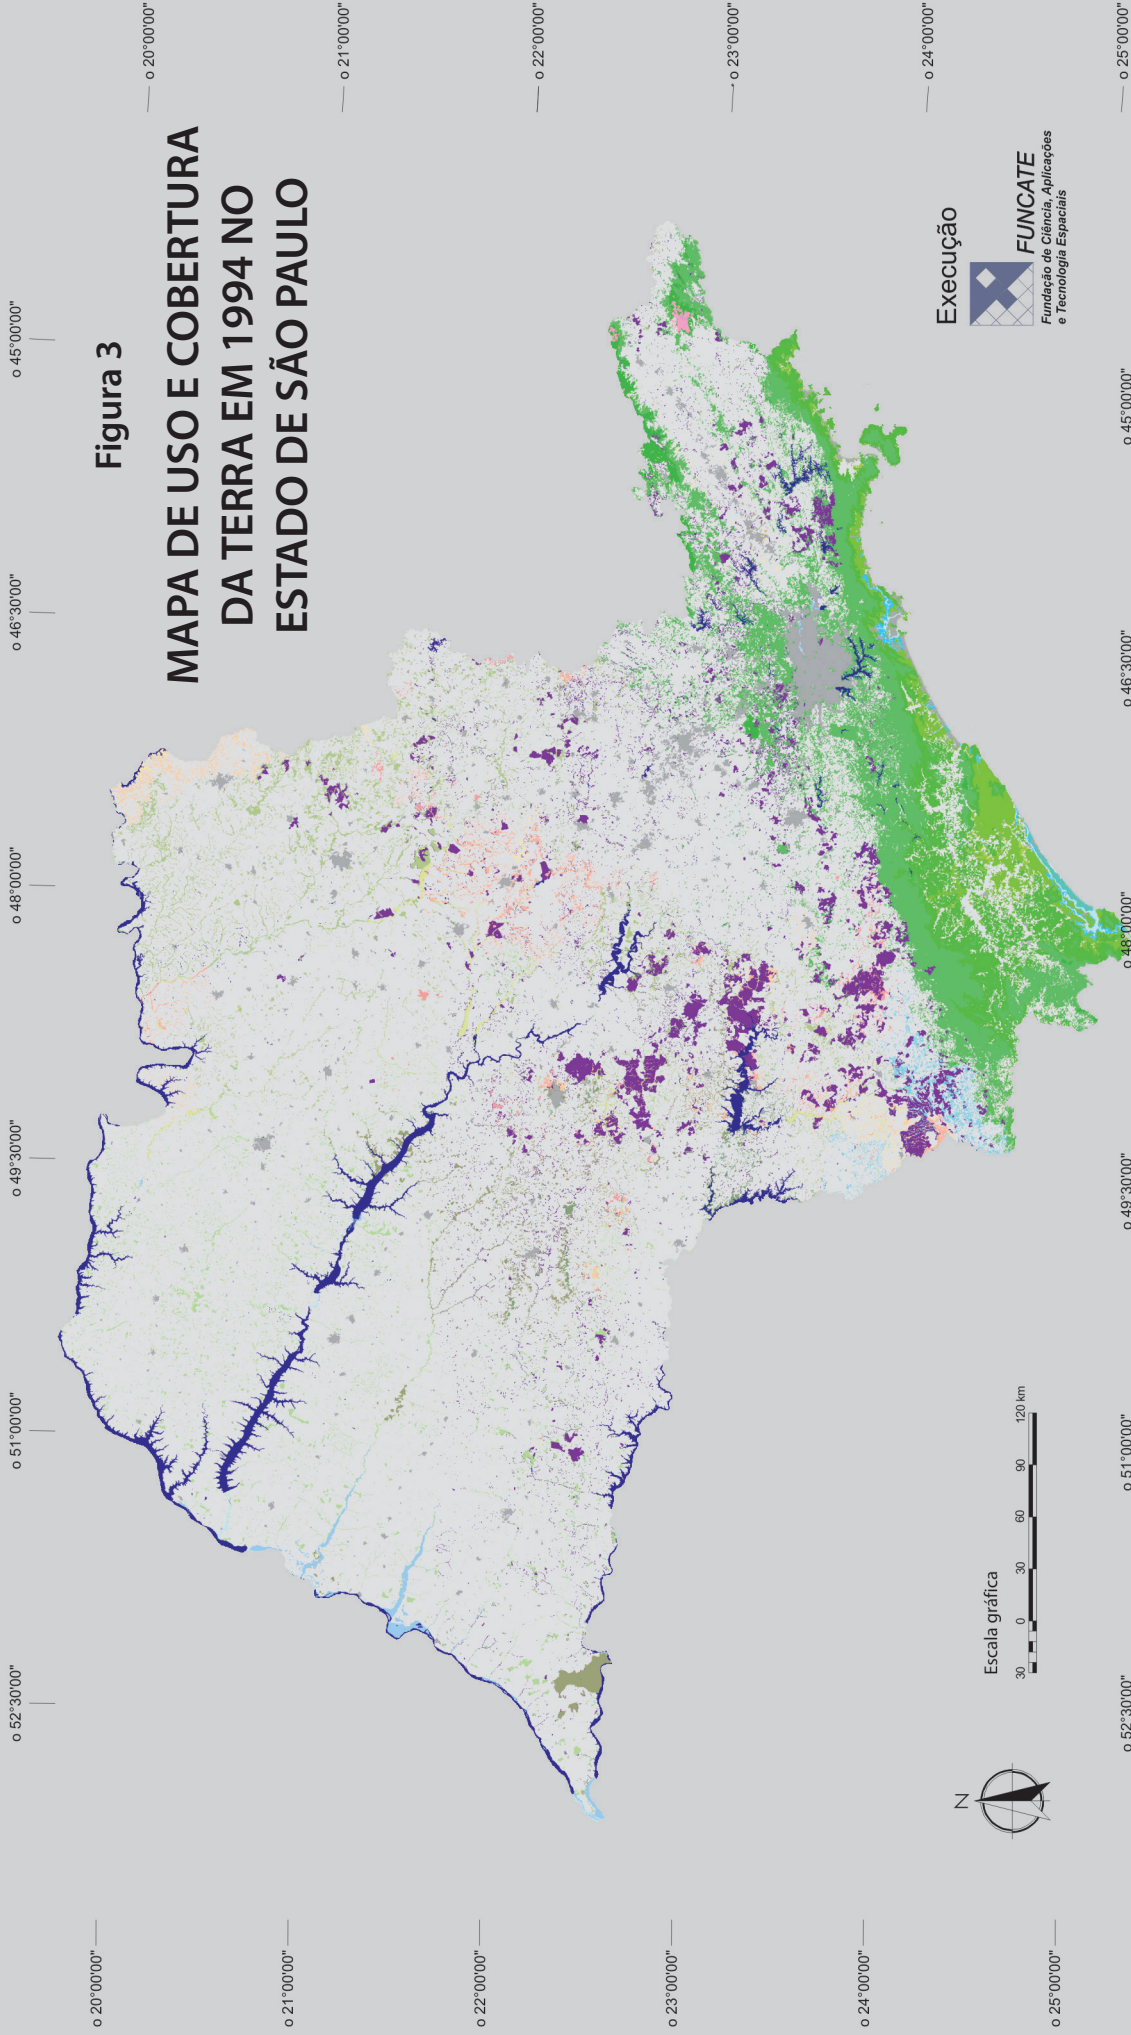 Figura 3
MAPA DE USO E COBERTURA
DA TERRA EM 1994 NO
ESTADO DE SÃO PAULO
o 52°30'00"
o 51°00'00"
o 49°30'00"
o 48°00'00"
o 46°30'00"
o 45°00'00"
o 20°00'00"
o 21°00'00"
o 22°00'00"
o 23°00'00"
o 24°00'00"
o 25°00'00"
o 20°00'00"
o 21°00'00"
o 22°00'00"
o 23°00'00"
o 24°00'00"
o 25°00'00"
N
Escala gráfica
30 0 30 60 90 120 km
Execução
FUNCATE
Fundação de Ciência, Aplicações
e Tecnologia Espaciais
o 52°30'00"
o 51°00'00"
o 49°30'00"
o 48°00'00"
o 46°30'00"
o 45°00'00"